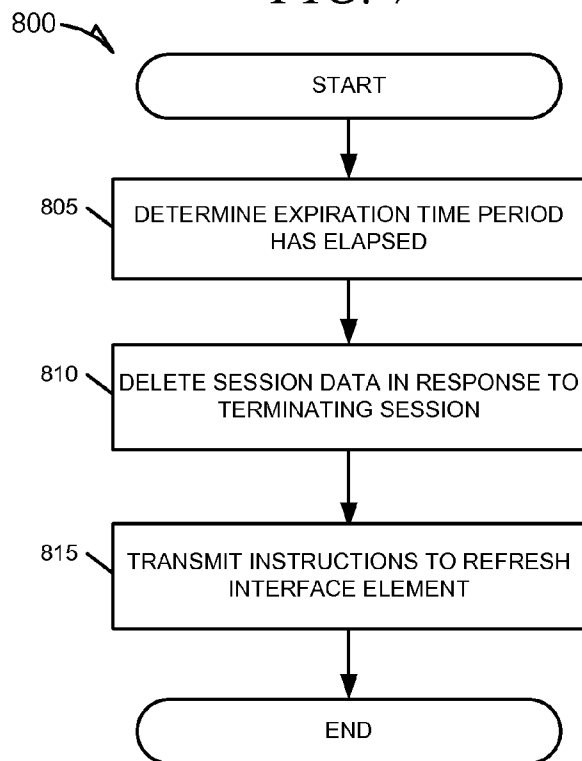 800
START
805
DETERMINE EXPIRATION TIME PERIOD
HAS ELAPSED
810
DELETE SESSION DATA IN RESPONSE TO
TERMINATING SESSION
815
TRANSMIT INSTRUCTIONS TO REFRESH
INTERFACE ELEMENT
END